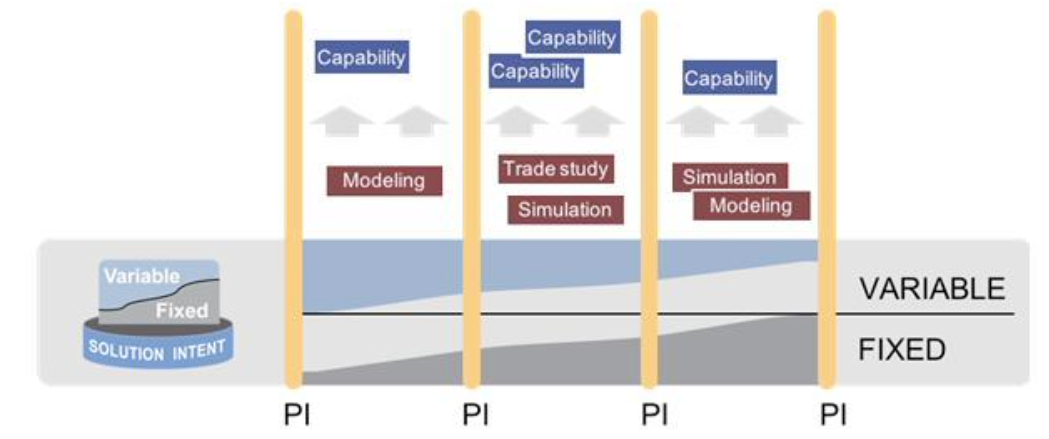 Capability
Capability
Capability
Capability
Modeling
Trade study
Simulation
Simulation
Modeling
Variable
Fixed
SOLUTION INTENT
VARIABLE
FIXED
PI
PI
PI
PI